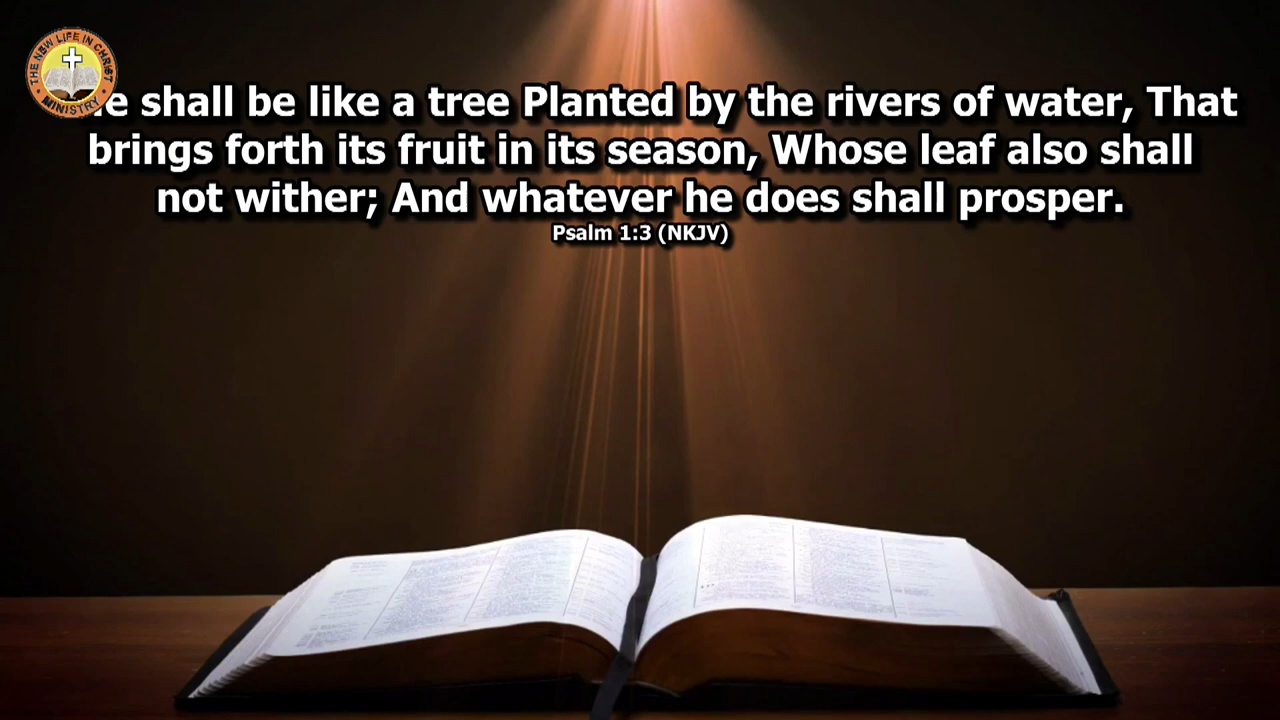 THE NEW LIFE IN CHRIST
MINISTRY
e shall be like a tree Planted by the rivers of water, That
brings forth its fruit in its season, Whose leaf also shall
not wither; And whatever he does shall prosper.
Psalm 1:3 (NKJV)